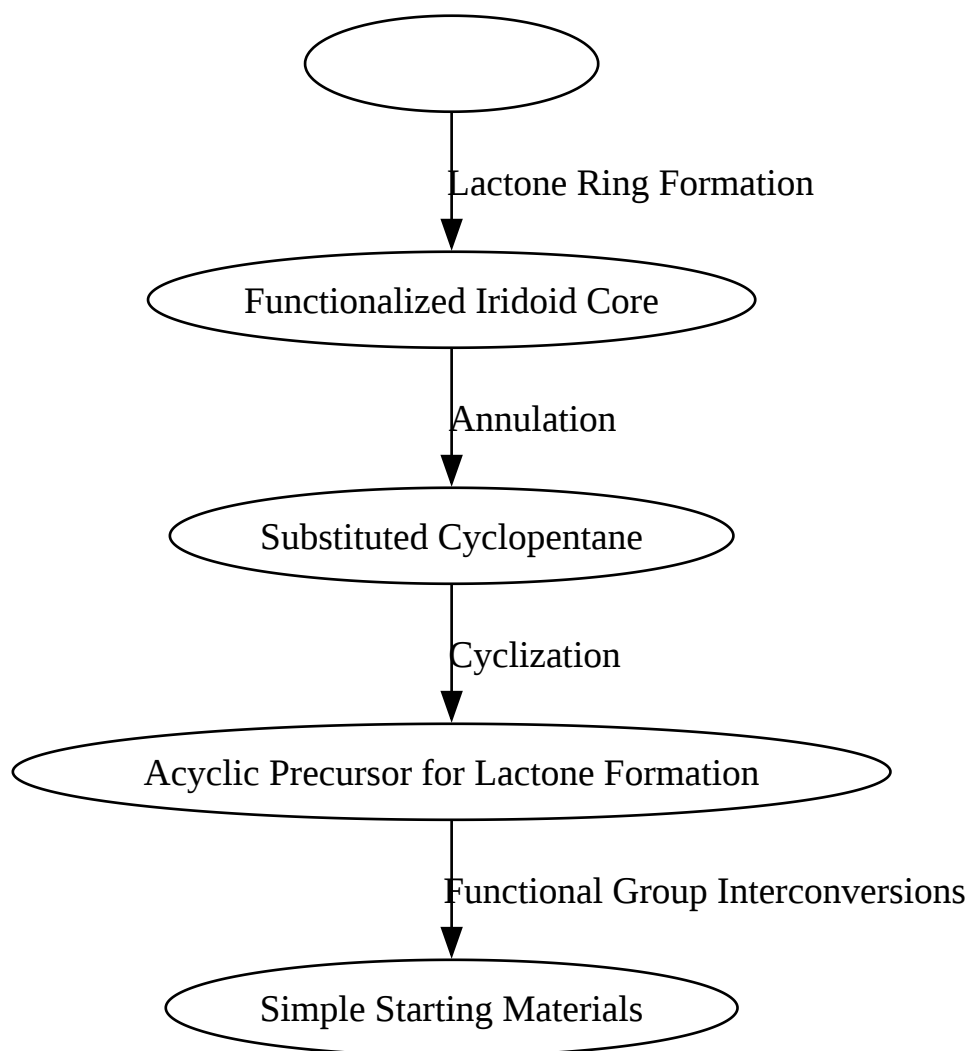 Lactone Ring Formation
Functionalized Iridoid Core
Annulation
Substituted Cyclopentane
Cyclization
Acyclic Precursor for Lactone Formation
Functional Group Interconversions
Simple Starting Materials